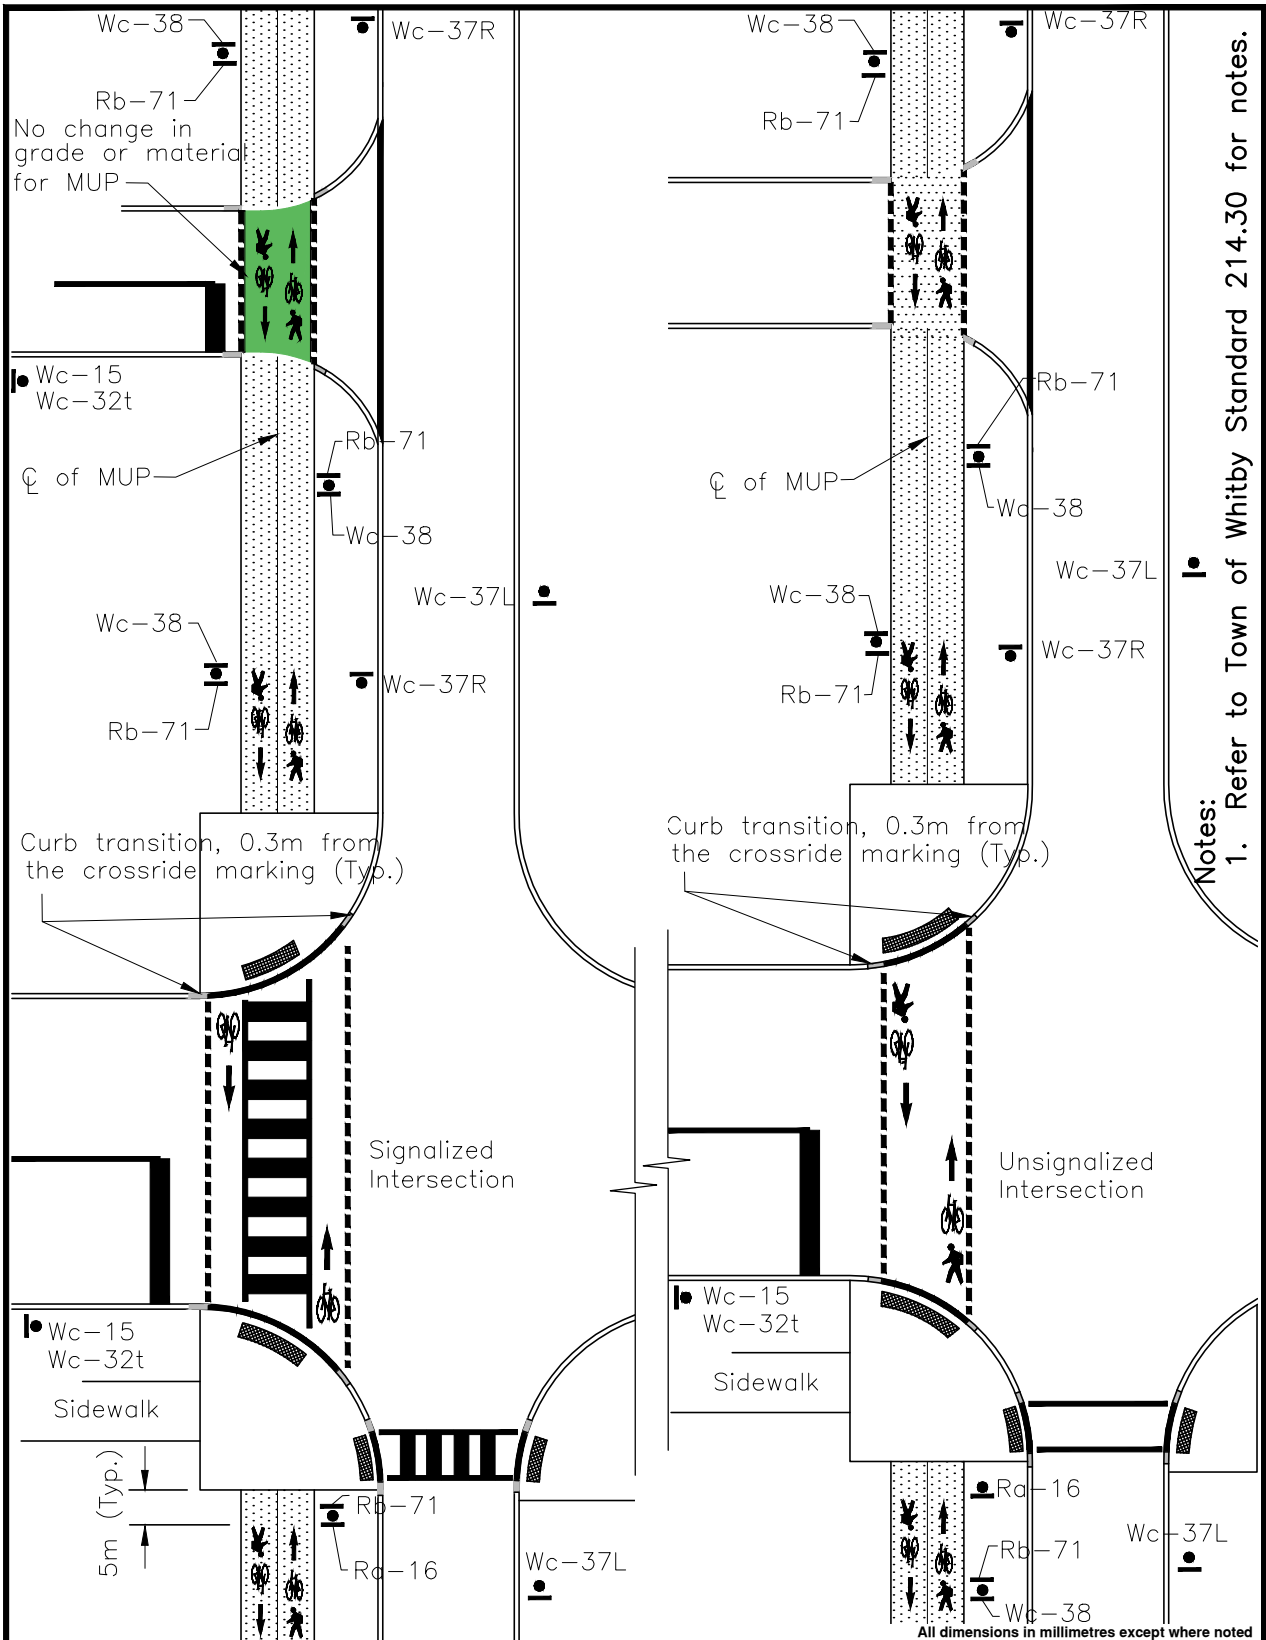 Wc-38
Wc-37R
Rb-71
No change in
grade or material
for MUP
Wc-15
Wc-32t
Rb-71
℄ of MUP
Wc-38
Wc-37L
Wc-38
Wc-37R
Rb-71
Curb transition, 0.3m from
the crossride marking (Typ.)
Signalized
Intersection
Wc-15
Wc-32t
Sidewalk
5m (Typ.)
Rb-71
Ra-16
Wc-37L
Wc-38
Wc-37R
Rb-71
Rb-71
℄ of MUP
Wc-38
Wc-37L
Wc-38
Wc-37R
Rb-71
Curb transition, 0.3m from
the crossride marking (Typ.)
Unsignalized
Intersection
Wc-15
Wc-32t
Sidewalk
Ra-16
Wc-37L
Rb-71
Wc-38
Notes:
1. Refer to Town of Whitby Standard 214.30 for notes.
All dimensions in millimetres except where noted